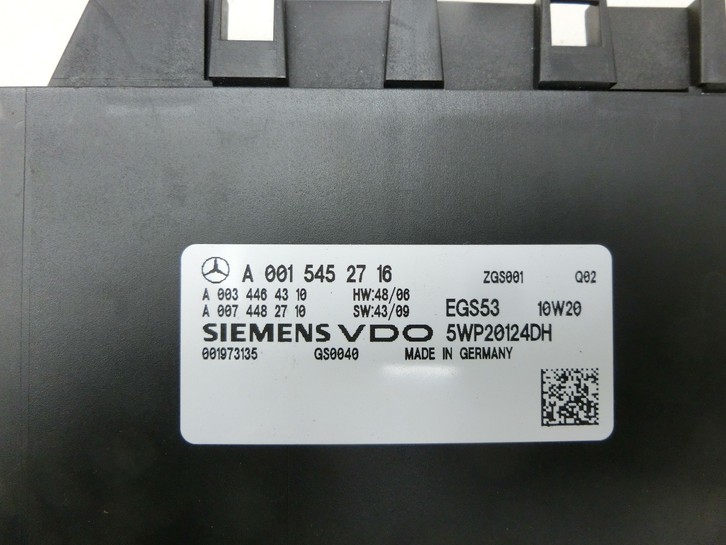 A 001 545 27 16 ZGS001 Q02
A 003 446 43 10 HW:48/06
A 007 448 27 10 SW:43/09 EGS53 10W20
SIEMENS VDO 5WP20124DH
001973135 GS0040 MADE IN GERMANY